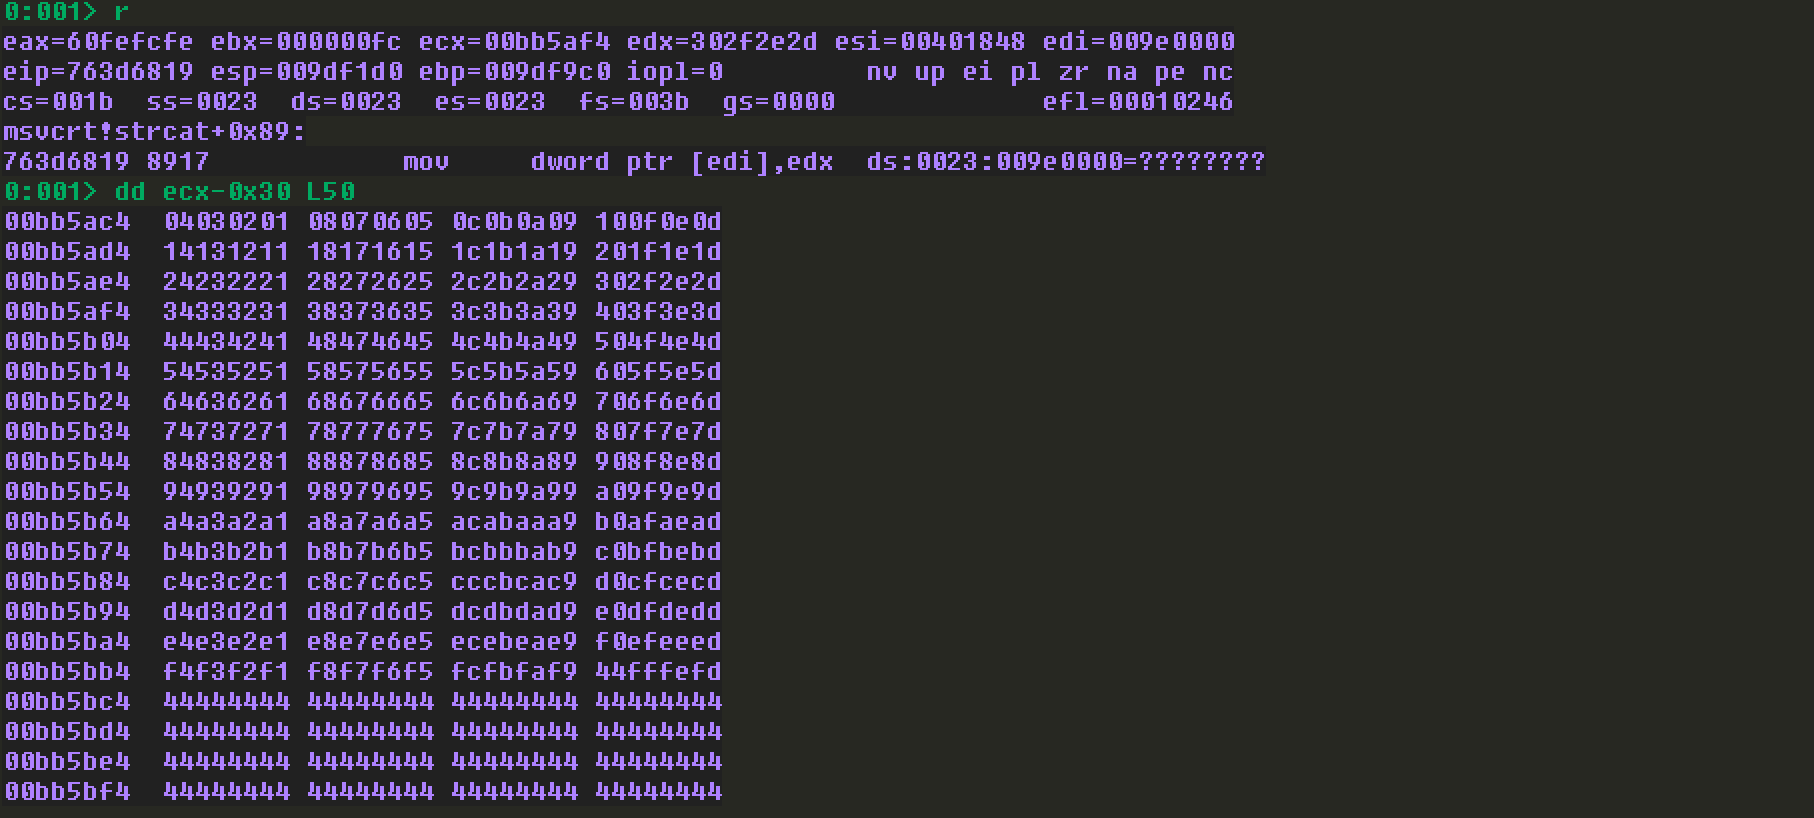 0:001> r
eax=60fefcfe ebx=000000fc ecx=00bb5af4 edx=302f2e2d esi=00401848 edi=009e0000
eip=763d6819 esp=009df1d0 ebp=009df9c0 iopl=0         nv up ei pl zr na pe nc
cs=001b  ss=0023  ds=0023  es=0023  fs=003b  gs=0000             efl=00010246
msvcrt!strcat+0x89:
763d6819 8917            mov     dword ptr [edi],edx  ds:0023:009e0000=????????
0:001> dd ecx-0x30 L50
00bb5ac4  04030201 08070605 0c0b0a09 100f0e0d
00bb5ad4  14131211 18171615 1c1b1a19 201f1e1d
00bb5ae4  24232221 28272625 2c2b2a29 302f2e2d
00bb5af4  34333231 38373635 3c3b3a39 403f3e3d
00bb5b04  44434241 48474645 4c4b4a49 504f4e4d
00bb5b14  54535251 58575655 5c5b5a59 605f5e5d
00bb5b24  64636261 68676665 6c6b6a69 706f6e6d
00bb5b34  74737271 78777675 7c7b7a79 807f7e7d
00bb5b44  84838281 88878685 8c8b8a89 908f8e8d
00bb5b54  94939291 98979695 9c9b9a99 a09f9e9d
00bb5b64  a4a3a2a1 a8a7a6a5 acabaaa9 b0afaead
00bb5b74  b4b3b2b1 b8b7b6b5 bcbbbab9 c0bfbebd
00bb5b84  c4c3c2c1 c8c7c6c5 cccbcac9 d0cfcecd
00bb5b94  d4d3d2d1 d8d7d6d5 dcdbdad9 e0dfdedd
00bb5ba4  e4e3e2e1 e8e7e6e5 ecebeae9 f0efeeed
00bb5bb4  f4f3f2f1 f8f7f6f5 fcfbfaf9 44fffefd
00bb5bc4  44444444 44444444 44444444 44444444
00bb5bd4  44444444 44444444 44444444 44444444
00bb5be4  44444444 44444444 44444444 44444444
00bb5bf4  44444444 44444444 44444444 44444444